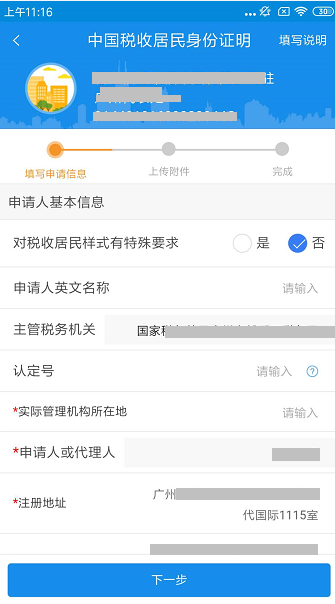 上午11:16
30
中国税收居民身份证明
填写说明
填写申请信息
上传附件
完成
申请人基本信息
对税收居民样式有特殊要求
是
否
申请人英文名称
请输入
主管税务机关
国家
认定号
请输入
?
*实际管理机构所在地
请输入
*申请人或代理人
*注册地址
广州
代国际1115室
下一步